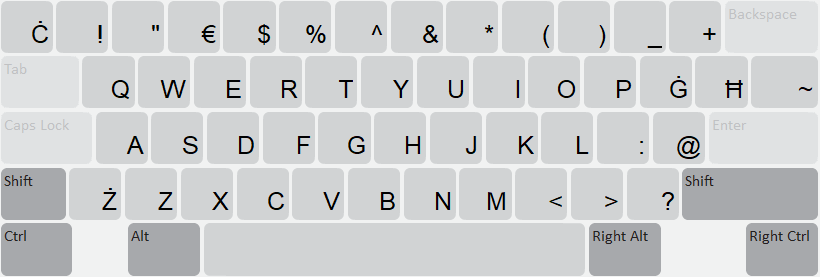 Ċ ! " € $ % ^ & * ( ) _ + Backspace
Tab Q W E R T Y U I O P Ġ Ħ ~
Caps Lock A S D F G H J K L : @ Enter
Shift Ż Z X C V B N M < > ? Shift
Ctrl Alt Right Alt Right Ctrl